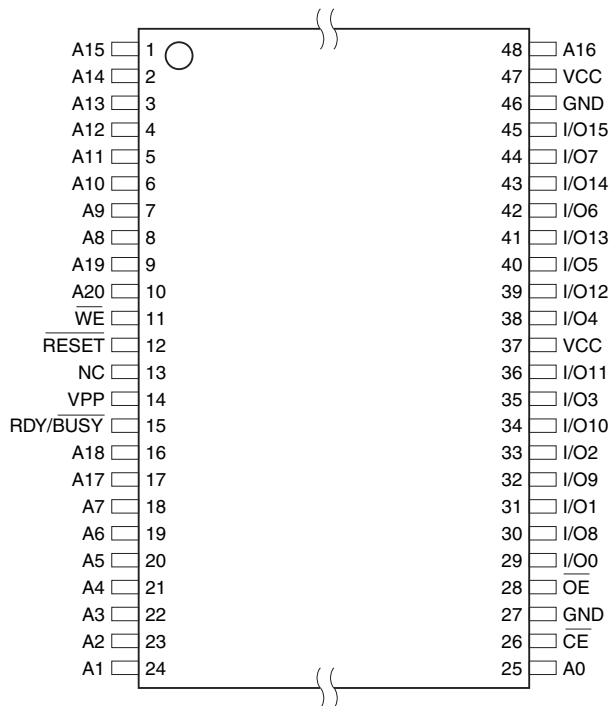 A15 1 48 A16
A14 2 47 VCC
A13 3 46 GND
A12 4 45 I/O15
A11 5 44 I/O7
A10 6 43 I/O14
A9 7 42 I/O6
A8 8 41 I/O13
A19 9 40 I/O5
A20 10 39 I/O12
WE 11 38 I/O4
RESET 12 37 VCC
NC 13 36 I/O11
VPP 14 35 I/O3
RDY/BUSY 15 34 I/O10
A18 16 33 I/O2
A17 17 32 I/O9
A7 18 31 I/O1
A6 19 30 I/O8
A5 20 29 I/O0
A4 21 28 OE
A3 22 27 GND
A2 23 26 CE
A1 24 25 A0